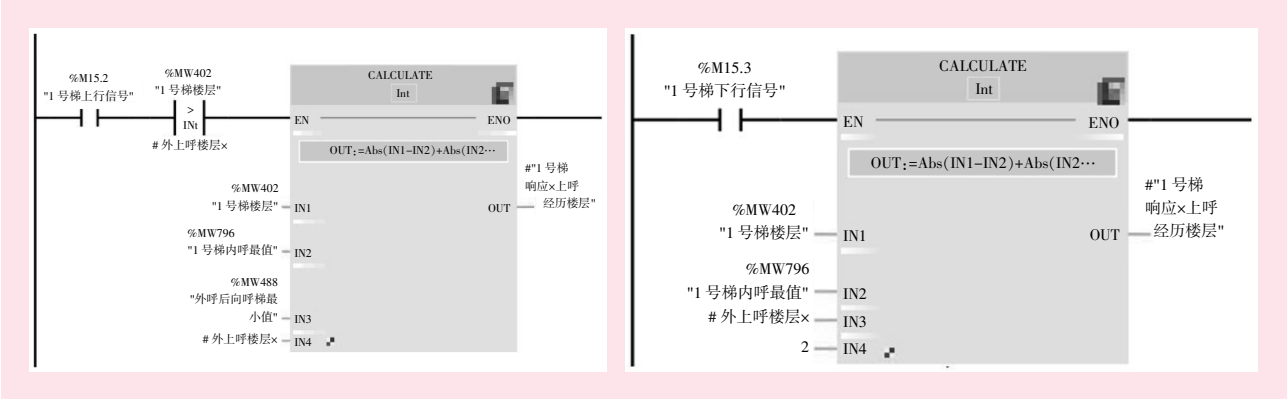 %M15.2
"1 号梯上行信号"
%MW402
"1 号梯楼层"
>
INt
# 外上呼楼层×
CALCULATE
Int
EN
ENO
OUT:=Abs(IN1-IN2)+Abs(IN2…
%MW402
"1 号梯楼层"
IN1
%MW796
"1 号梯内呼最值"
IN2
%MW488
"外呼后向呼梯最
小值"
IN3
# 外上呼楼层×
IN4
OUT
#"1 号梯
响应×上呼
经历楼层"
%M15.3
"1 号梯下行信号"
CALCULATE
Int
EN
ENO
OUT:=Abs(IN1-IN2)+Abs(IN2…
%MW402
"1 号梯楼层"
IN1
%MW796
"1 号梯内呼最值"
IN2
# 外上呼楼层×
IN3
2
IN4
OUT
#"1 号梯
响应×上呼
经历楼层"